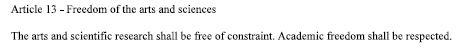 Article 13 - Freedom of the arts and sciences
The arts and scientific research shall be free of constraint. Academic freedom shall be respected.